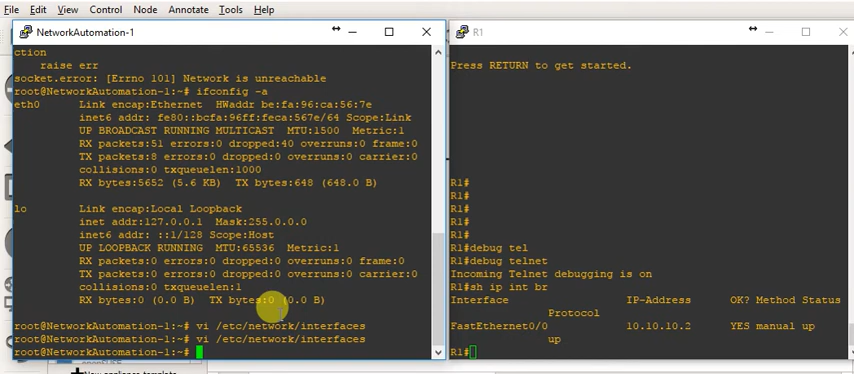 File Edit View Control Node Annotate Tools Help
NetworkAutomation-1
ction
raise err
socket.error: [Errno 101] Network is unreachable
root@NetworkAutomation-1:~# ifconfig -a
eth0 Link encap:Ethernet HWaddr be:fa:96:ca:56:7e
inet6 addr: fe80::bcfa:96ff:feca:567e/64 Scope:Link
UP BROADCAST RUNNING MULTICAST MTU:1500 Metric:1
RX packets:51 errors:0 dropped:40 overruns:0 frame:0
TX packets:8 errors:0 dropped:0 overruns:0 carrier:0
collisions:0 txqueuelen:1000
RX bytes:5652 (5.6 KB) TX bytes:648 (648.0 B)
lo Link encap:Local Loopback
inet addr:127.0.0.1 Mask:255.0.0.0
inet6 addr: ::1/128 Scope:Host
UP LOOPBACK RUNNING MTU:65536 Metric:1
RX packets:0 errors:0 dropped:0 overruns:0 frame:0
TX packets:0 errors:0 dropped:0 overruns:0 carrier:0
collisions:0 txqueuelen:1
RX bytes:0 (0.0 B) TX bytes:0 (0.0 B)
root@NetworkAutomation-1:~# vi /etc/network/interfaces
root@NetworkAutomation-1:~# vi /etc/network/interfaces
root@NetworkAutomation-1:~#
R1
Press RETURN to get started.
R1#
R1#
R1#
R1#
R1#
R1#debug tel
R1#debug telnet
Incoming Telnet debugging is on
R1#sh ip int br
Interface IP-Address OK? Method Status
Protocol
FastEthernet0/0 10.10.10.2 YES manual up
up
R1#